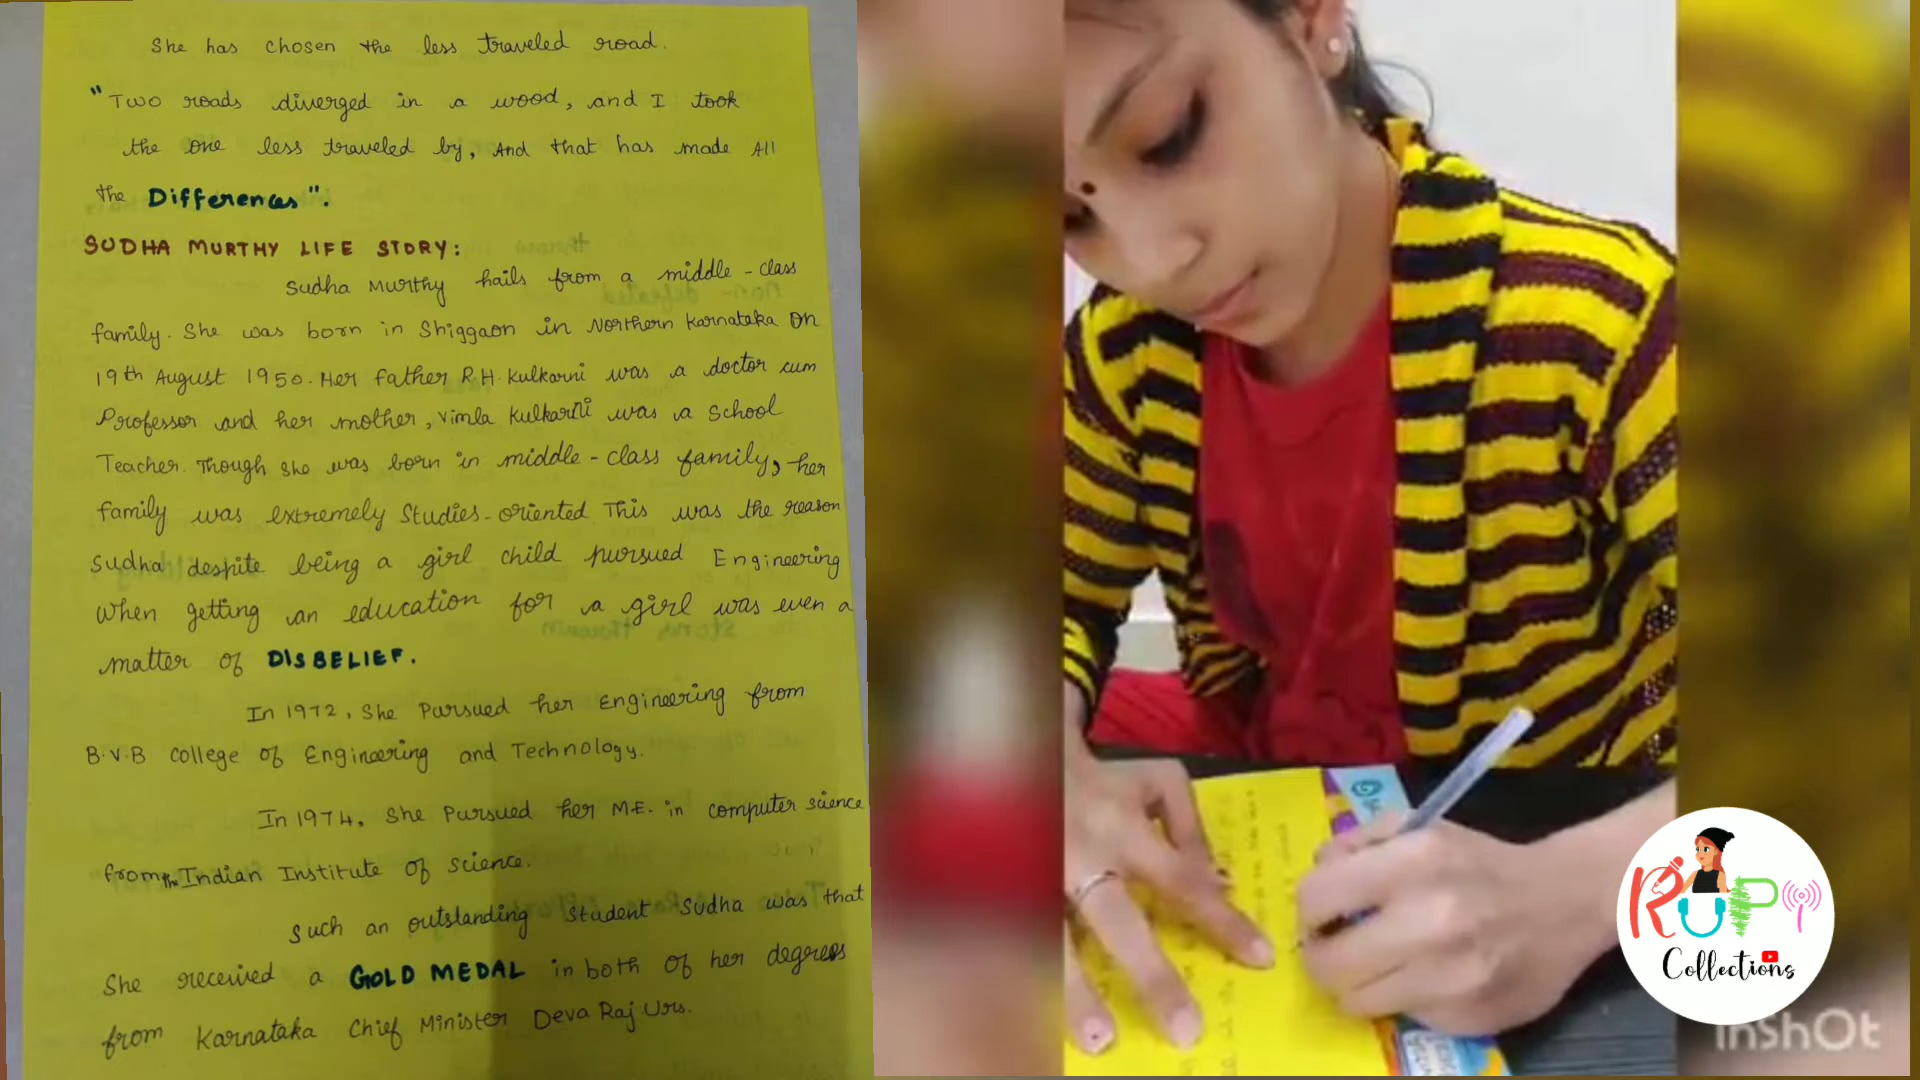 She has chosen the less traveled road.
"Two roads diverged in a wood, and I took
the one less traveled by, And that has made All
the Differences".
SUDHA MURTHY LIFE STORY:
Sudha Murthy hails from a middle-class
family. She was born in Shiggaon in Northern Karnataka On
19th August 1950. Her father R.H. Kulkarni was a doctor cum
Professor and her mother, Vimla Kulkarni was a School
Teacher. Though she was born in middle-class family, her
family was extremely Studies-oriented This was the reason
Sudha despite being a girl child pursued Engineering
When getting an education for a girl was even a
matter of DISBELIEF.
In 1972, She Pursued her Engineering from
B.V.B College of Engineering and Technology.
In 1974, She Pursued her M.E. in computer science
from the Indian Institute of science.
Such an outstanding Student Sudha was that
She received a GOLD MEDAL in both of her degrees
from Karnataka Chief Minister Deva Raj Urs.
RUPI
Collections
InShOt